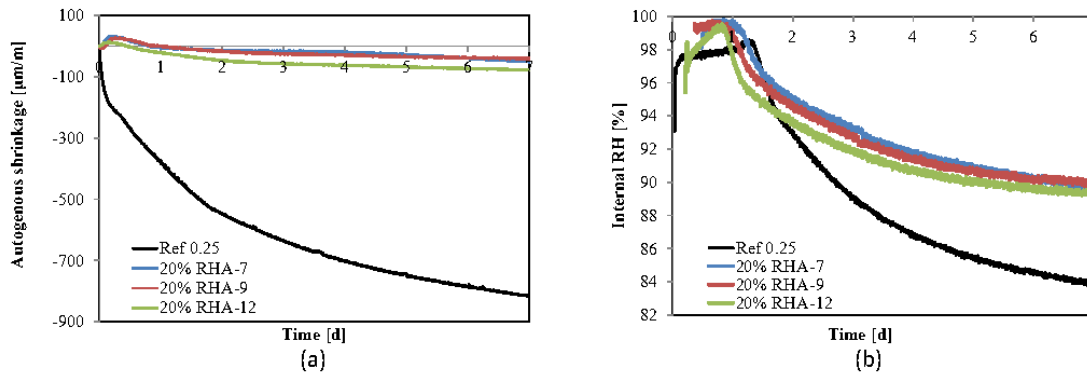 100
-100
-300
-500
-700
-900
0 1 2 3 4 5 6 7
Autogenous shrinkage [μm/m]
Ref 0.25
20% RHA-7
20% RHA-9
20% RHA-12
Time [d]
(a)
100
98
96
94
92
90
88
86
84
82
2 3 4 5 6
Internal RH [%]
Ref 0.25
20% RHA-7
20% RHA-9
20% RHA-12
Time [d]
(b)